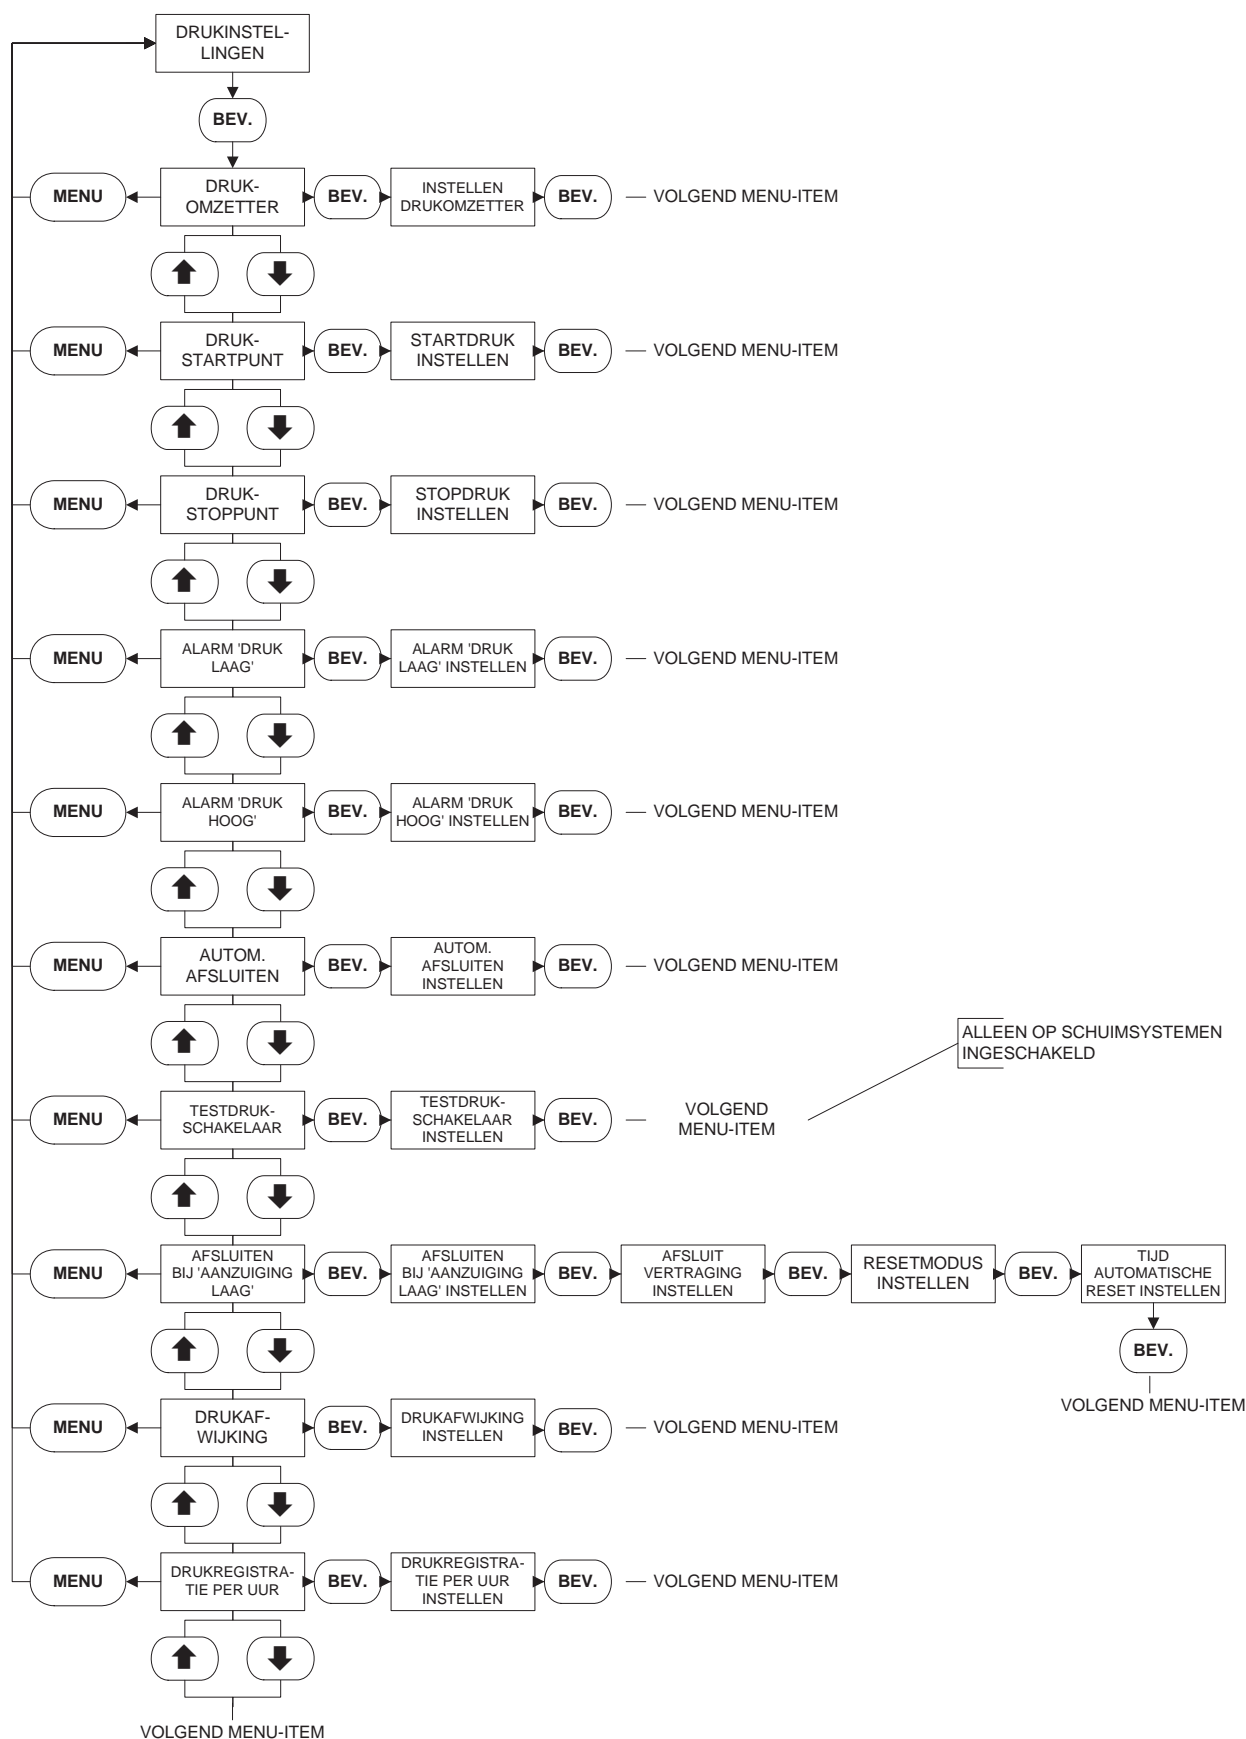 DRUKINSTEL-
LINGEN
BEV.
MENU
DRUK-
OMZETTER
BEV.
INSTELLEN
DRUKOMZETTER
BEV.
VOLGEND MENU-ITEM
MENU
DRUK-
STARTPUNT
BEV.
STARTDRUK
INSTELLEN
BEV.
VOLGEND MENU-ITEM
MENU
DRUK-
STOPPUNT
BEV.
STOPDRUK
INSTELLEN
BEV.
VOLGEND MENU-ITEM
MENU
ALARM 'DRUK
LAAG'
BEV.
ALARM 'DRUK
LAAG' INSTELLEN
BEV.
VOLGEND MENU-ITEM
MENU
ALARM 'DRUK
HOOG'
BEV.
ALARM 'DRUK
HOOG' INSTELLEN
BEV.
VOLGEND MENU-ITEM
MENU
AUTOM.
AFSLUITEN
BEV.
AUTOM.
AFSLUITEN
INSTELLEN
BEV.
VOLGEND MENU-ITEM
ALLEEN OP SCHUIMSYSTEMEN
INGESCHAKELD
MENU
TESTDRUK-
SCHAKELAAR
BEV.
TESTDRUK-
SCHAKELAAR
INSTELLEN
BEV.
VOLGEND
MENU-ITEM
MENU
AFSLUITEN
BIJ 'AANZUIGING
LAAG'
BEV.
AFSLUITEN
BIJ 'AANZUIGING
LAAG' INSTELLEN
BEV.
AFSLUIT
VERTRAGING
INSTELLEN
BEV.
RESETMODUS
INSTELLEN
BEV.
TIJD
AUTOMATISCHE
RESET INSTELLEN
BEV.
VOLGEND MENU-ITEM
MENU
DRUKAF-
WIJKING
BEV.
DRUKAFWIJKING
INSTELLEN
BEV.
VOLGEND MENU-ITEM
MENU
DRUKREGISTRA-
TIE PER UUR
BEV.
DRUKREGISTRA-
TIE PER UUR
INSTELLEN
BEV.
VOLGEND MENU-ITEM
VOLGEND MENU-ITEM